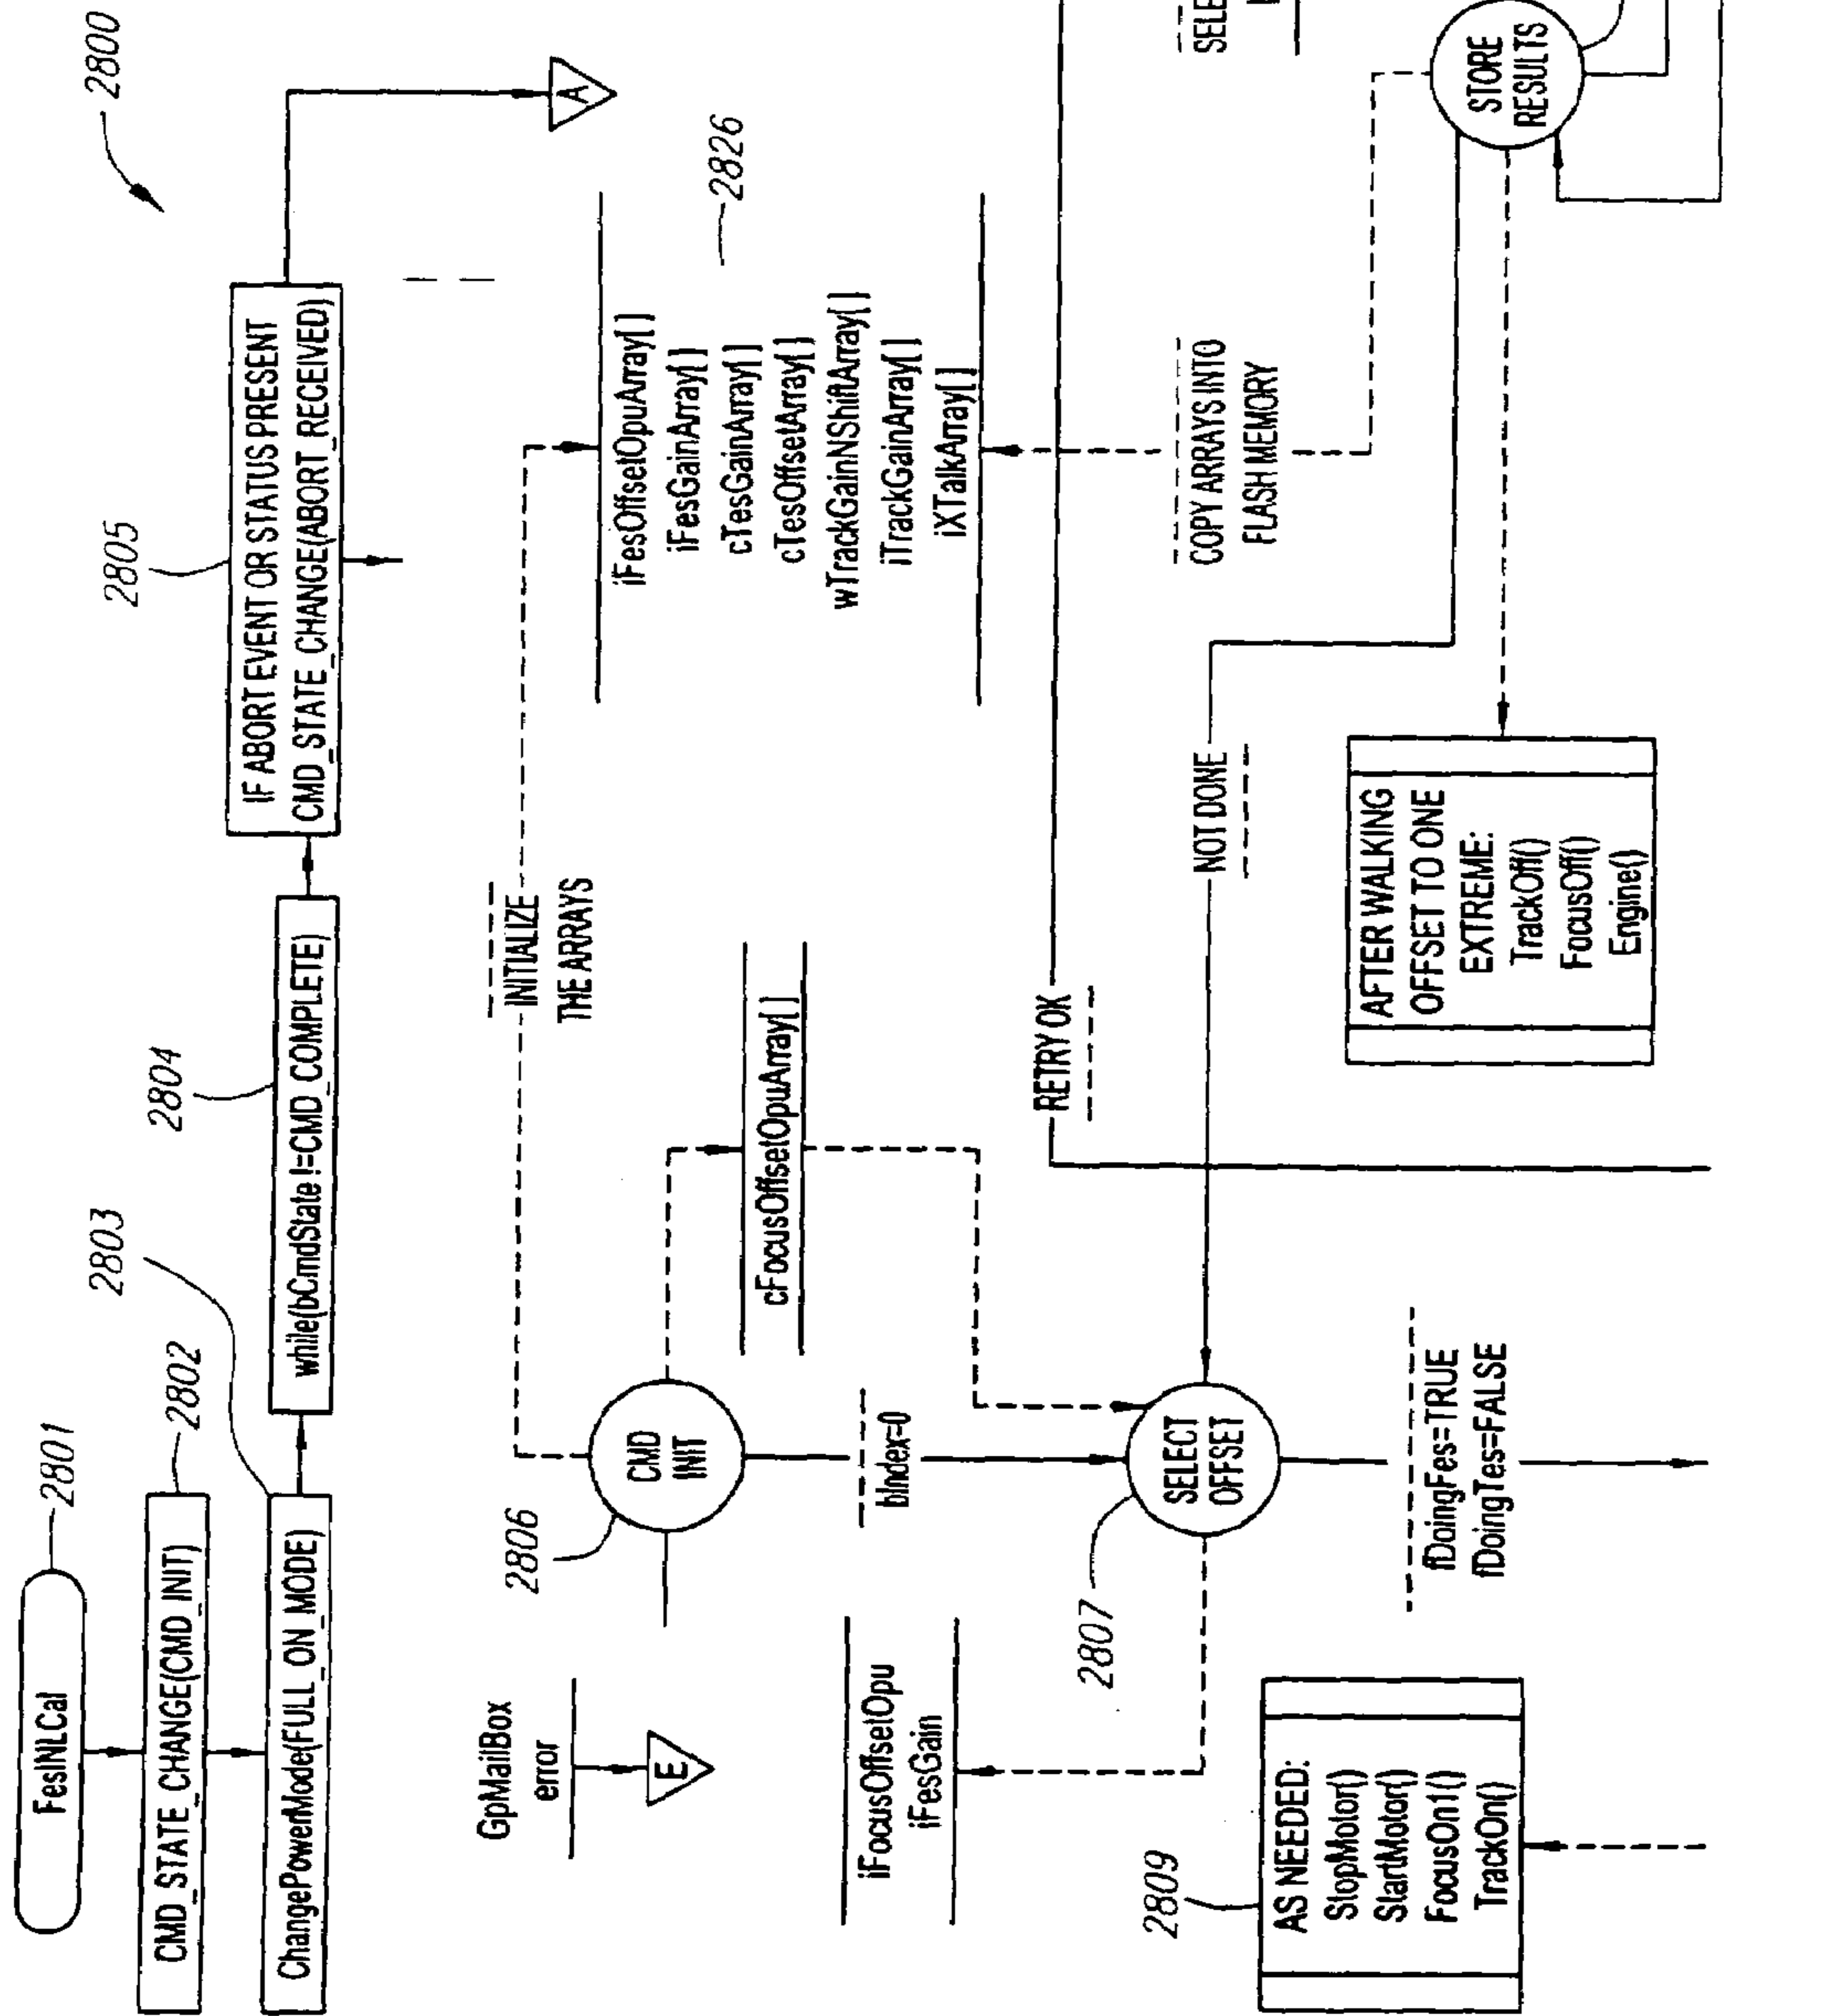 2800
FesINLCal
2801
CMD_STATE_CHANGE(CMD_INIT)
2802
ChangePowerMode(FULL_ON_MODE)
2803
while(bCmdState !=CMD_COMPLETE)
2804
IF ABORT EVENT OR STATUS PRESENT
CMD_STATE_CHANGE(ABORT_RECEIVED)
2805
A
GpMailBox
error
E
CMD
INIT
2806
INITIALIZE
THE ARRAYS
iFesOffsetOpuArray[ ]
iFesGainArray[ ]
cTesGainArray[ ]
cTesOffsetArray[ ]
wTrackGainNShiftArray[ ]
iTrackGainArray[ ]
iXTalkArray[ ]
2826
cFocusOffsetOpuArray[ ]
iFocusOffsetOpu
iFesGain
bIndex=0
RETRY OK
SELECT
OFFSET
2807
NOT DONE
COPY ARRAYS INTO
FLASH MEMORY
STORE
RESULTS
AS NEEDED:
StopMotor()
StartMotor()
FocusOn1()
TrackOn()
2809
fDoingFes=TRUE
fDoingTes=FALSE
AFTER WALKING
OFFSET TO ONE
EXTREME:
TrackOff()
FocusOff()
Engine()